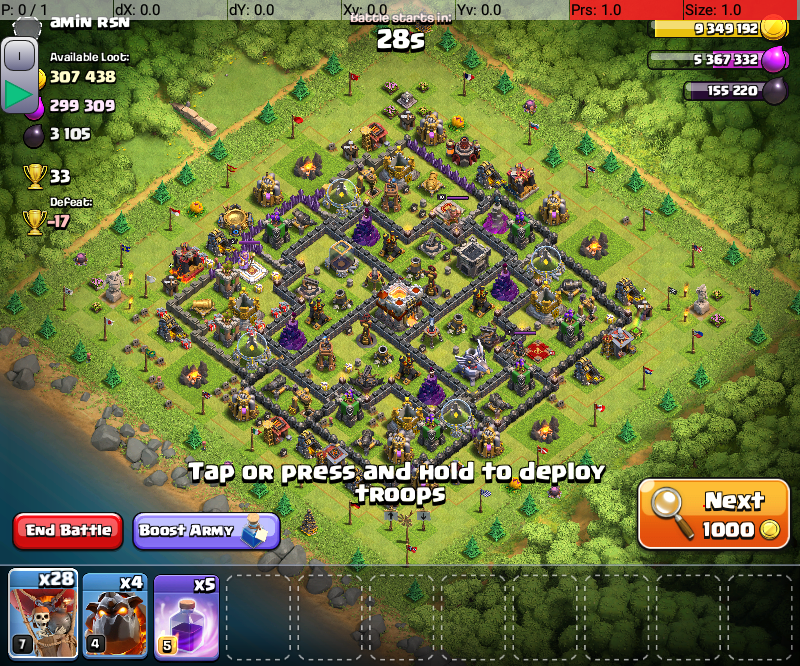 P: 0 / 1 dX: 0.0 dY: 0.0 Xv: 0.0 Yv: 0.0 Prs: 1.0 Size: 1.0
amin RSN
Battle starts in:
28s
9 349 192
5 367 332
155 220
Available Loot:
307 438
299 309
3 105
33
Defeat:
-17
Tap or press and hold to deploy
troops
End Battle
Boost Army
Next
1000
x28
x4
x5
7
4
5